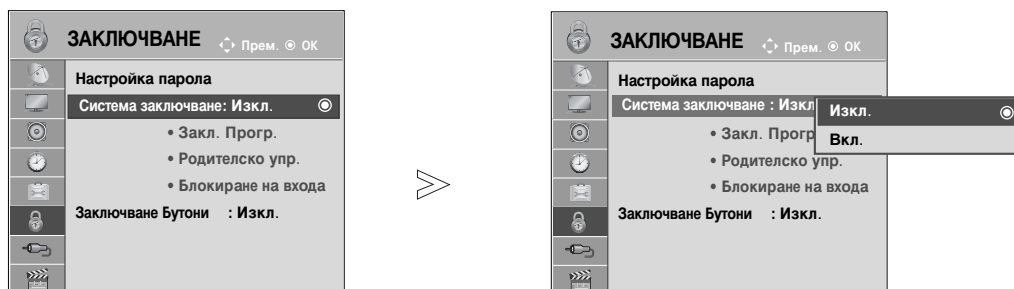 ЗАКЛЮЧВАНЕ Прем. OK
Настройка парола
Система заключване: Изкл.
• Закл. Прогр.
• Родителско упр.
• Блокиране на входа
Заключване Бутони : Изкл.
ЗАКЛЮЧВАНЕ Прем. OK
Настройка парола
Система заключване : Изкл
Изкл.
Вкл.
• Закл. Прогр
• Родителско упр.
• Блокиране на входа
Заключване Бутони : Изкл.